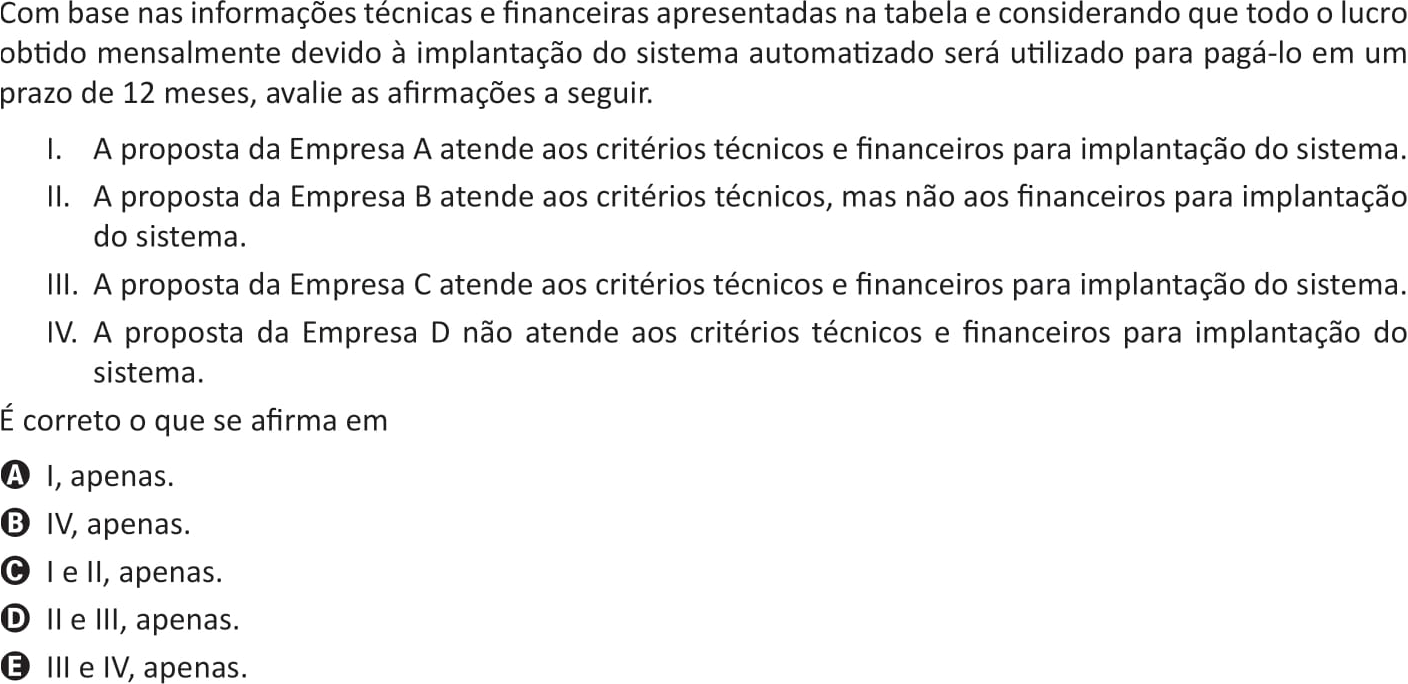 Com base nas informações técnicas e financeiras apresentadas na tabela e considerando que todo o lucro
obtido mensalmente devido à implantação do sistema automatizado será utilizado para pagá-lo em um
prazo de 12 meses, avalie as afirmações a seguir.
I. A proposta da Empresa A atende aos critérios técnicos e financeiros para implantação do sistema.
II. A proposta da Empresa B atende aos critérios técnicos, mas não aos financeiros para implantação
do sistema.
III. A proposta da Empresa C atende aos critérios técnicos e financeiros para implantação do sistema.
IV. A proposta da Empresa D não atende aos critérios técnicos e financeiros para implantação do
sistema.
É correto o que se afirma em
A I, apenas.
B IV, apenas.
C I e II, apenas.
D II e III, apenas.
E III e IV, apenas.